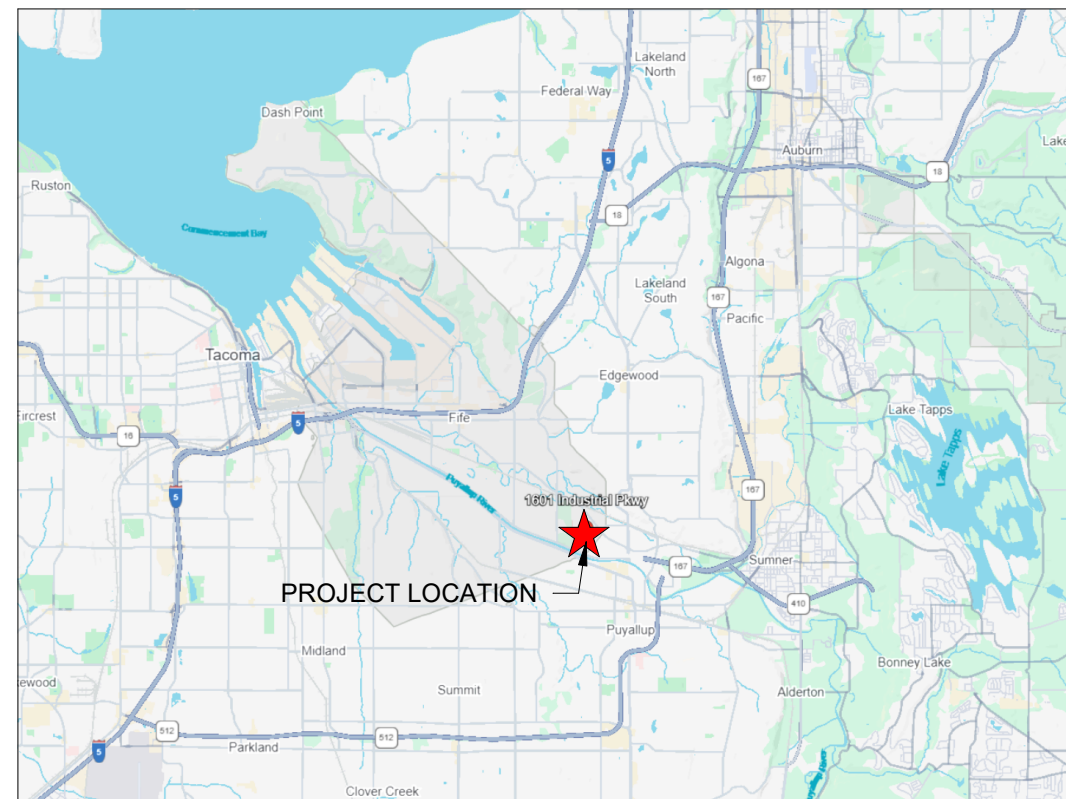 Lakeland
North
167
Federal Way
Dash Point
Auburn
Lake
5
18
Ruston
18
Commencement Bay
Algona
Lakeland
South
167
Pacific
Tacoma
Edgewood
Lake Tapps
Fircrest
16
5
Fife
Lake Tapps
5
Puyallup River
1601 Industrial Pkwy
167
167
Sumner
PROJECT LOCATION
410
Puyallup
Midland
Bonney Lake
Summit
Alderton
512
512
5
Parkland
Clover Creek